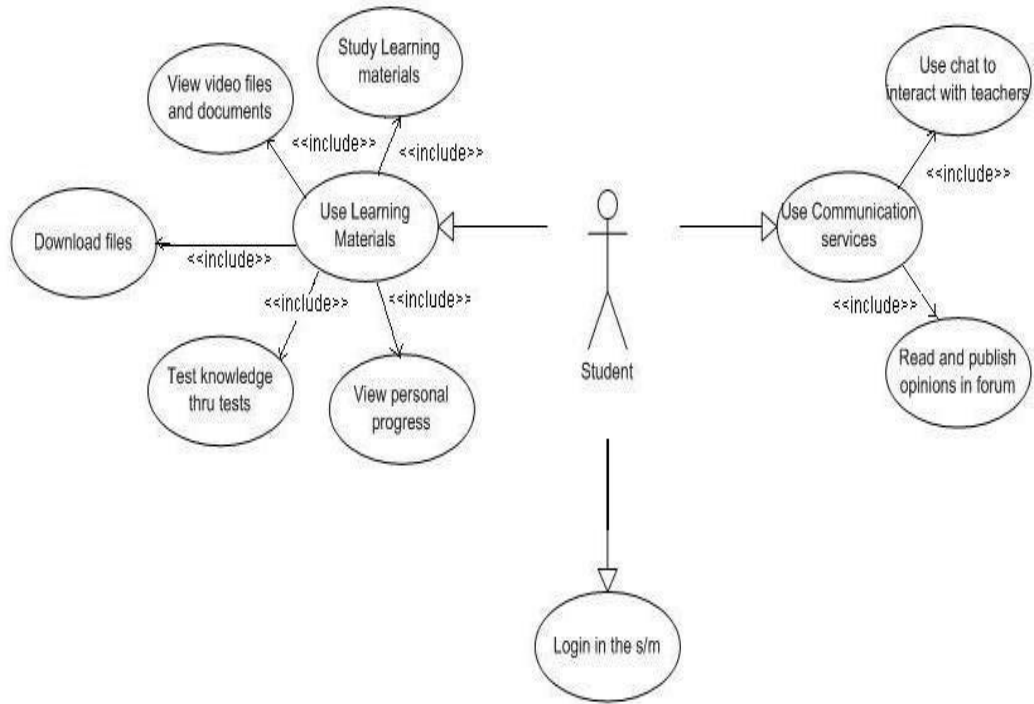 Study Learning
materials
View video files
and documents
Use chat to
interact with teachers
<<include>>
<<include>>
<<include>>
Use Learning
Materials
Use Communication
services
Download files
<<include>>
<<include>>
<<include>>
<<include>>
Test knowledge
thru tests
View personal
progress
Student
Read and publish
opinions in forum
Login in the s/m